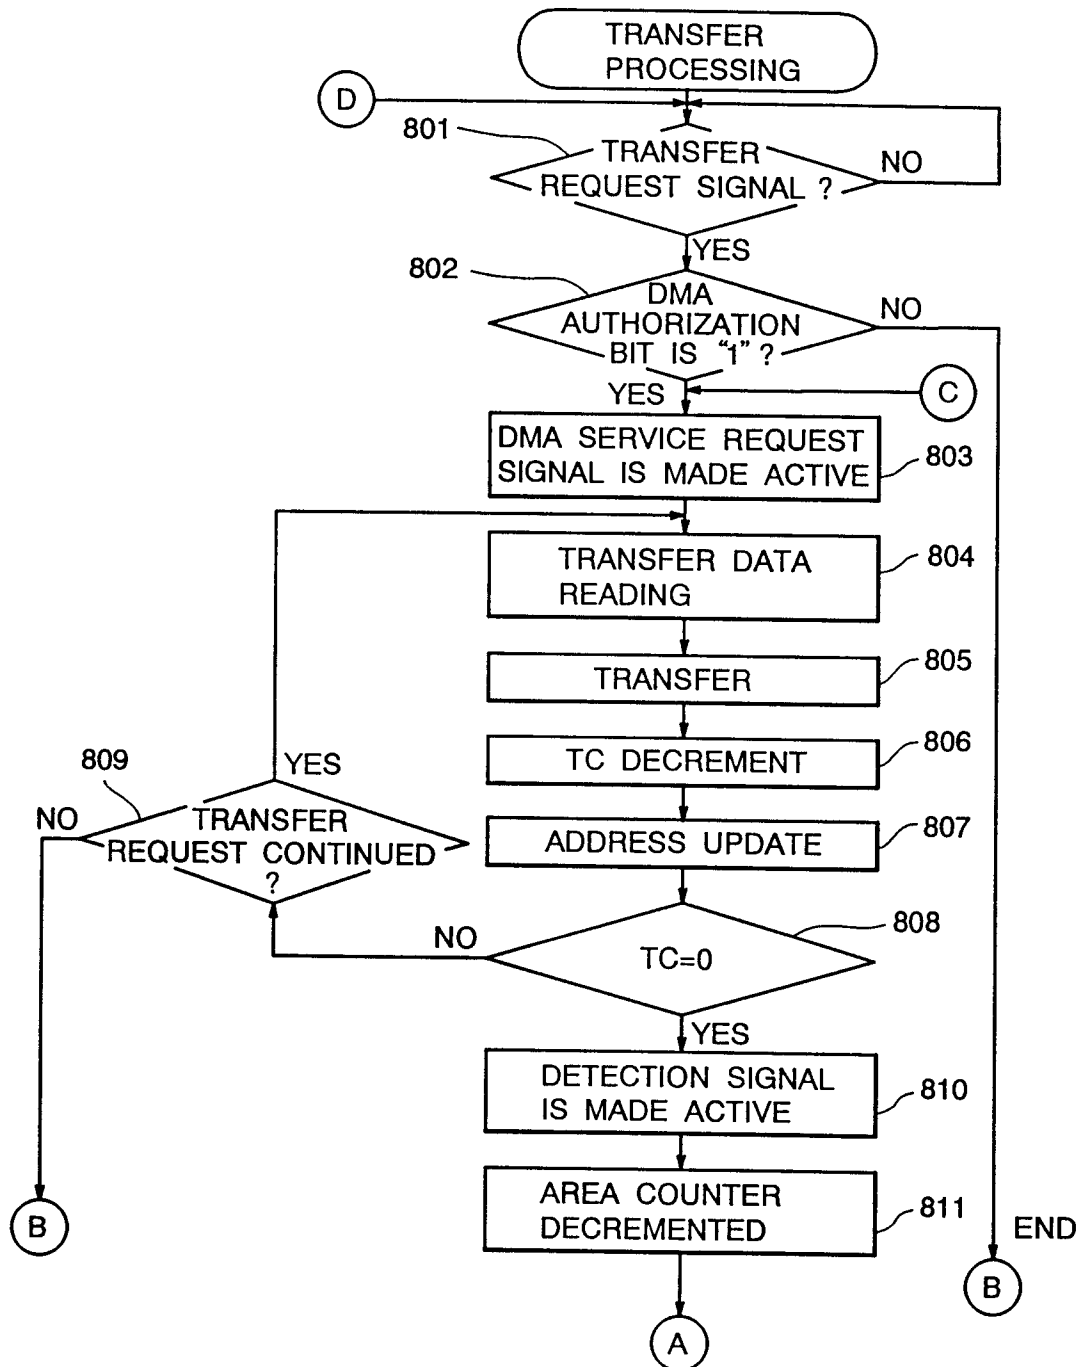 TRANSFER
PROCESSING
D
801
TRANSFER
REQUEST SIGNAL ?
NO
YES
802
DMA
AUTHORIZATION
BIT IS "1" ?
NO
YES
C
DMA SERVICE REQUEST
SIGNAL IS MADE ACTIVE
803
TRANSFER DATA
READING
804
TRANSFER
805
TC DECREMENT
806
809
YES
NO
TRANSFER
REQUEST CONTINUED
?
ADDRESS UPDATE
807
NO
TC=0
808
YES
DETECTION SIGNAL
IS MADE ACTIVE
810
AREA COUNTER
DECREMENTED
811
B
END
B
A